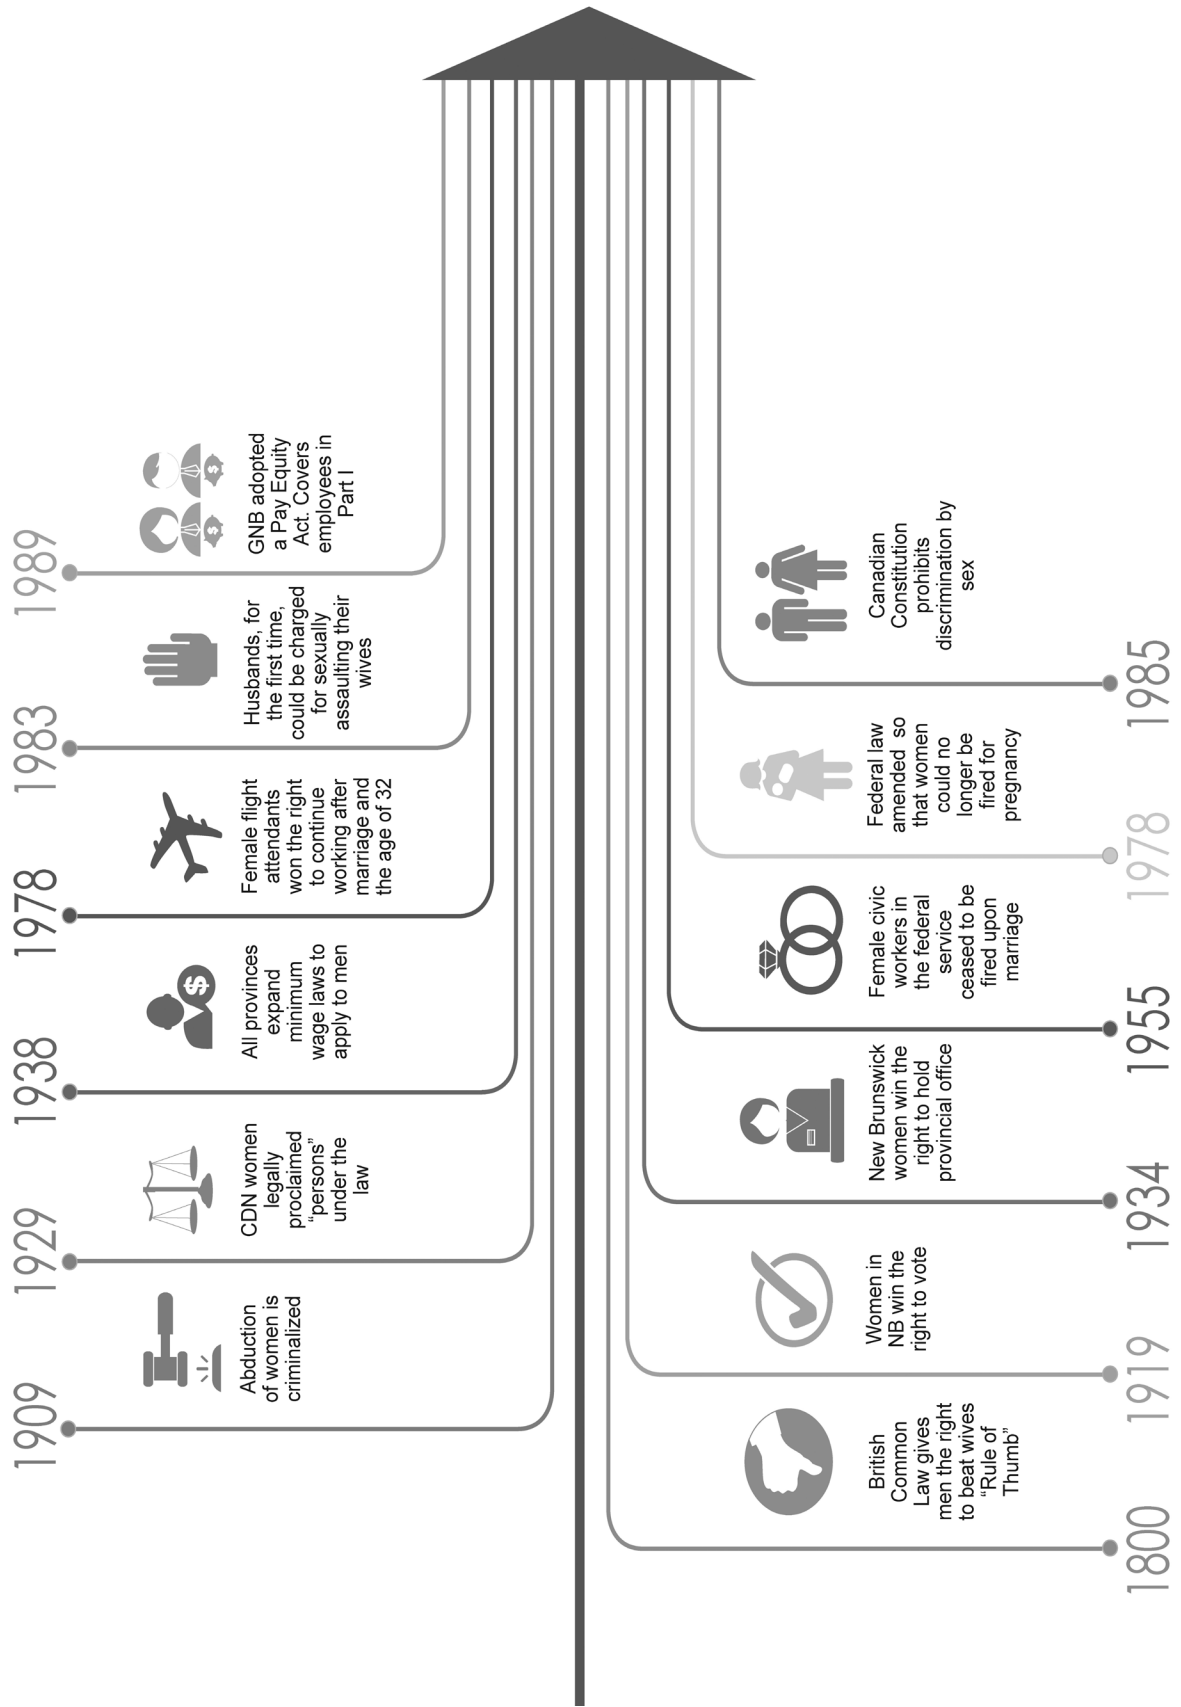 1909
Abduction
of women is
criminalized
1929
CDN women
legally
proclaimed
“persons”
under the
law
1938
All provinces
expand
minimum
wage laws to
apply to men
$
1978
Female flight
attendants
won the right
to continue
working after
marriage and
the age of 32
1983
Husbands, for
the first time,
could be charged
for sexually
assaulting their
wives
1989
$
$
GNB adopted
a Pay Equity
Act. Covers
employees in
Part I
1800
British
Common
Law gives
men the right
to beat wives
“Rule of
Thumb”
1919
Women in
NB win the
right to vote
1934
New Brunswick
women win the
right to hold
provincial office
1955
Female civic
workers in
the federal
service
ceased to be
fired upon
marriage
1978
Federal law
amended so
that women
could no
longer be
fired for
pregnancy
1985
Canadian
Constitution
prohibits
discrimination by
sex